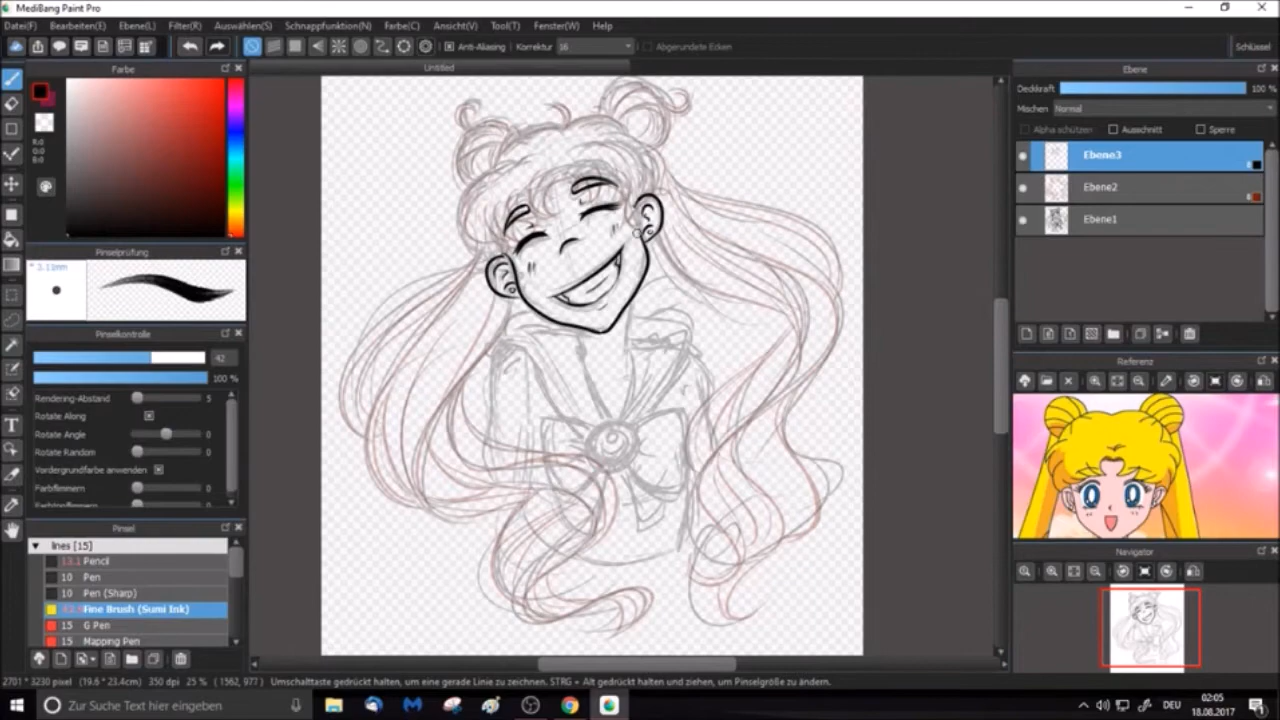 MediBang Paint Pro
Datei(F) Bearbeiten(E) Ebene(L) Filter(R) Auswählen(S) Schnappfunktion(N) Farbe(C) Ansicht(V) Tool(T) Fenster(W) Help
Anti-Aliasing Korrektur 16 Abgerundete Ecken Schlüssel
Farbe
Untitled
Ebene
Deckkraft 100 %
Mischen Normal
Alpha schützen Ausschnitt Sperre
R:0
G:0
B:0
Ebene3
Ebene2
Ebene1
Pinselprüfung
3.11mm
Pinselkontrolle
42
100 %
Rendering-Abstand 5
Rotate Along
Rotate Angle 0
Rotate Random 0
Vordergrundfarbe anwenden
Farbflimmern 0
Referenz
Pinsel
lines [15]
13.1 Pencil
10 Pen
10 Pen (Sharp)
Fine Brush (Sumi Ink)
15 G Pen
15 Mapping Pen
Navigator
2701 * 3230 pixel (19.6 * 23.4cm) 350 dpi 25 % ( 1562, 977 ) Umschalttaste gedrückt halten, um eine gerade Linie zu zeichnen. STRG + Alt gedrückt halten und ziehen, um Pinselgröße zu ändern.
Zur Suche Text hier eingeben
DEU
02:05
18.08.2017